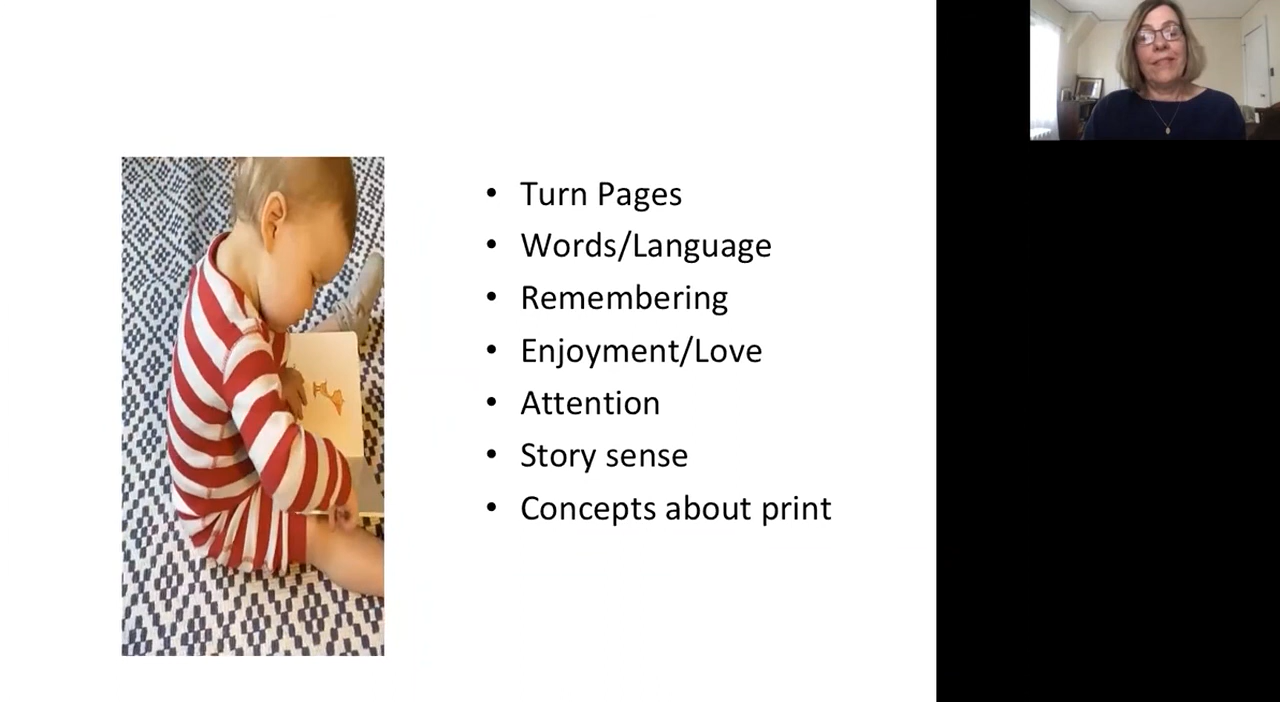 • Turn Pages
• Words/Language
• Remembering
• Enjoyment/Love
• Attention
• Story sense
• Concepts about print